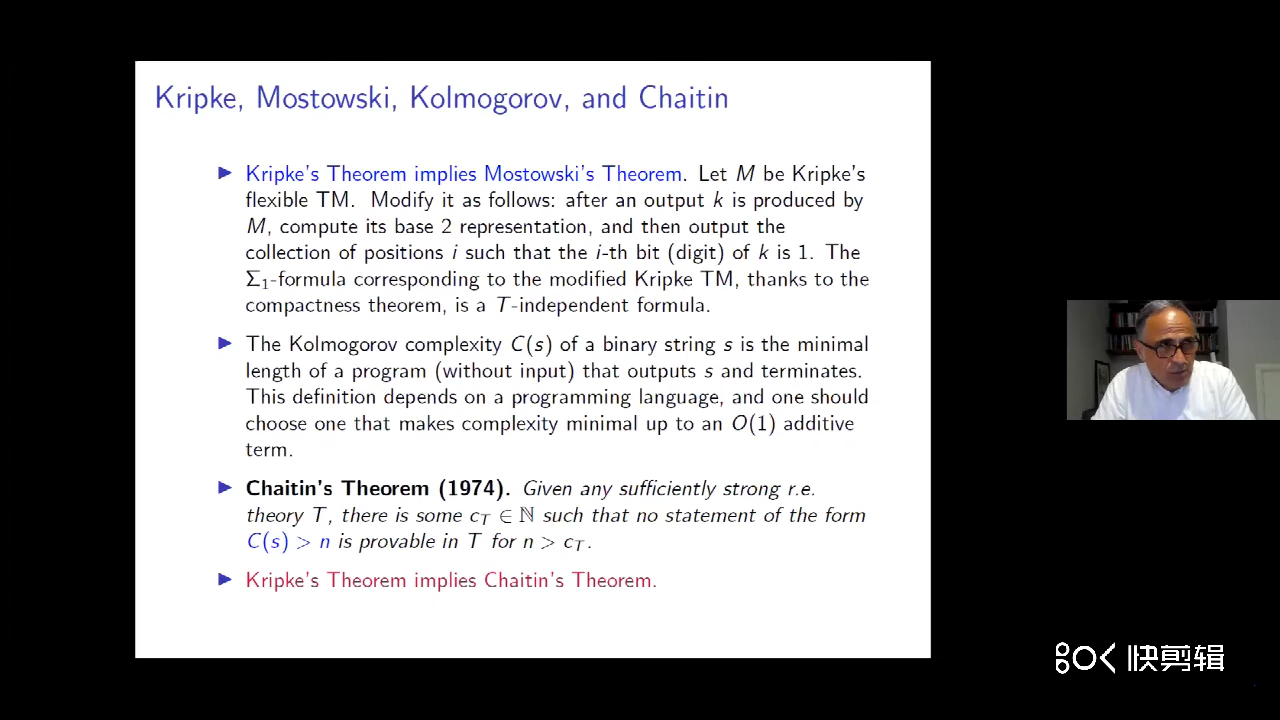 Kripke, Mostowski, Kolmogorov, and Chaitin
▶ Kripke's Theorem implies Mostowski's Theorem. Let M be Kripke's
flexible TM. Modify it as follows: after an output k is produced by
M, compute its base 2 representation, and then output the
collection of positions i such that the i-th bit (digit) of k is 1. The
Σ₁-formula corresponding to the modified Kripke TM, thanks to the
compactness theorem, is a T-independent formula.
▶ The Kolmogorov complexity C(s) of a binary string s is the minimal
length of a program (without input) that outputs s and terminates.
This definition depends on a programming language, and one should
choose one that makes complexity minimal up to an O(1) additive
term.
▶ Chaitin's Theorem (1974). Given any sufficiently strong r.e.
theory T, there is some c_T ∈ ℕ such that no statement of the form
C(s) > n is provable in T for n > c_T.
▶ Kripke's Theorem implies Chaitin's Theorem.
快剪辑